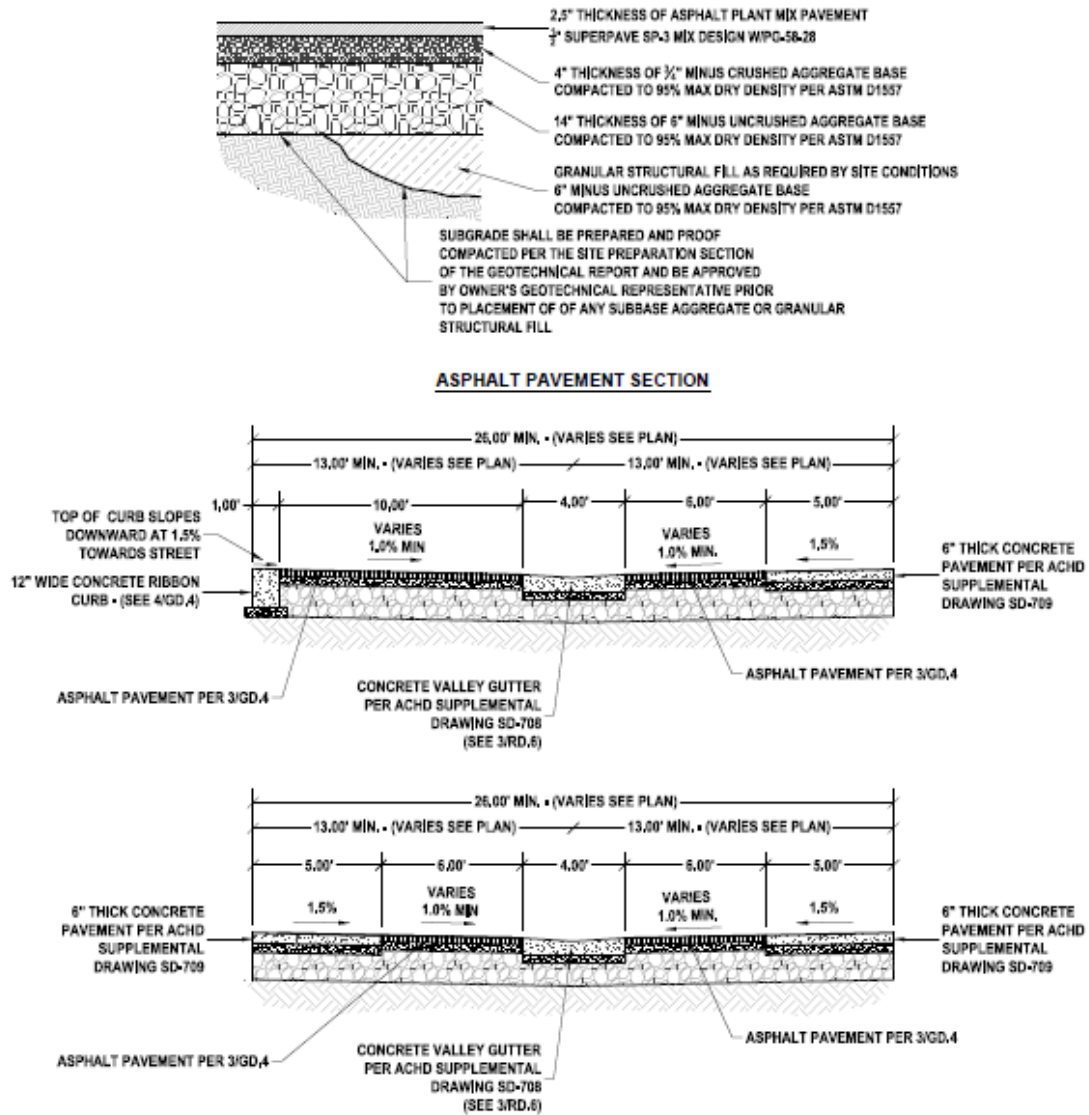 2.5" THICKNESS OF ASPHALT PLANT MIX PAVEMENT
½" SUPERPAVE SP-3 MIX DESIGN W/PG-58-28
4" THICKNESS OF ¾" MINUS CRUSHED AGGREGATE BASE
COMPACTED TO 95% MAX DRY DENSITY PER ASTM D1557
14" THICKNESS OF 6" MINUS UNCRUSHED AGGREGATE BASE
COMPACTED TO 95% MAX DRY DENSITY PER ASTM D1557
GRANULAR STRUCTURAL FILL AS REQUIRED BY SITE CONDITIONS
6" MINUS UNCRUSHED AGGREGATE BASE
COMPACTED TO 95% MAX DRY DENSITY PER ASTM D1557
SUBGRADE SHALL BE PREPARED AND PROOF
COMPACTED PER THE SITE PREPARATION SECTION
OF THE GEOTECHNICAL REPORT AND BE APPROVED
BY OWNER'S GEOTECHNICAL REPRESENTATIVE PRIOR
TO PLACEMENT OF OF ANY SUBBASE AGGREGATE OR GRANULAR
STRUCTURAL FILL
ASPHALT PAVEMENT SECTION
26.00' MIN. - (VARIES SEE PLAN)
13.00' MIN. - (VARIES SEE PLAN) 13.00' MIN. - (VARIES SEE PLAN)
1.00' 10.00' 4.00' 6.00' 5.00'
TOP OF CURB SLOPES
DOWNWARD AT 1.5%
TOWARDS STREET
VARIES
1.0% MIN
VARIES
1.0% MIN.
1.5%
12" WIDE CONCRETE RIBBON
CURB - (SEE 4/GD.4)
6" THICK CONCRETE
PAVEMENT PER ACHD
SUPPLEMENTAL
DRAWING SD-709
ASPHALT PAVEMENT PER 3/GD.4
CONCRETE VALLEY GUTTER
PER ACHD SUPPLEMENTAL
DRAWING SD-708
(SEE 3/RD.6)
ASPHALT PAVEMENT PER 3/GD.4
26.00' MIN. - (VARIES SEE PLAN)
13.00' MIN. - (VARIES SEE PLAN) 13.00' MIN. - (VARIES SEE PLAN)
5.00' 6.00' 4.00' 6.00' 5.00'
1.5%
VARIES
1.0% MIN
VARIES
1.0% MIN.
1.5%
6" THICK CONCRETE
PAVEMENT PER ACHD
SUPPLEMENTAL
DRAWING SD-709
6" THICK CONCRETE
PAVEMENT PER ACHD
SUPPLEMENTAL
DRAWING SD-709
ASPHALT PAVEMENT PER 3/GD.4
CONCRETE VALLEY GUTTER
PER ACHD SUPPLEMENTAL
DRAWING SD-708
(SEE 3/RD.6)
ASPHALT PAVEMENT PER 3/GD.4